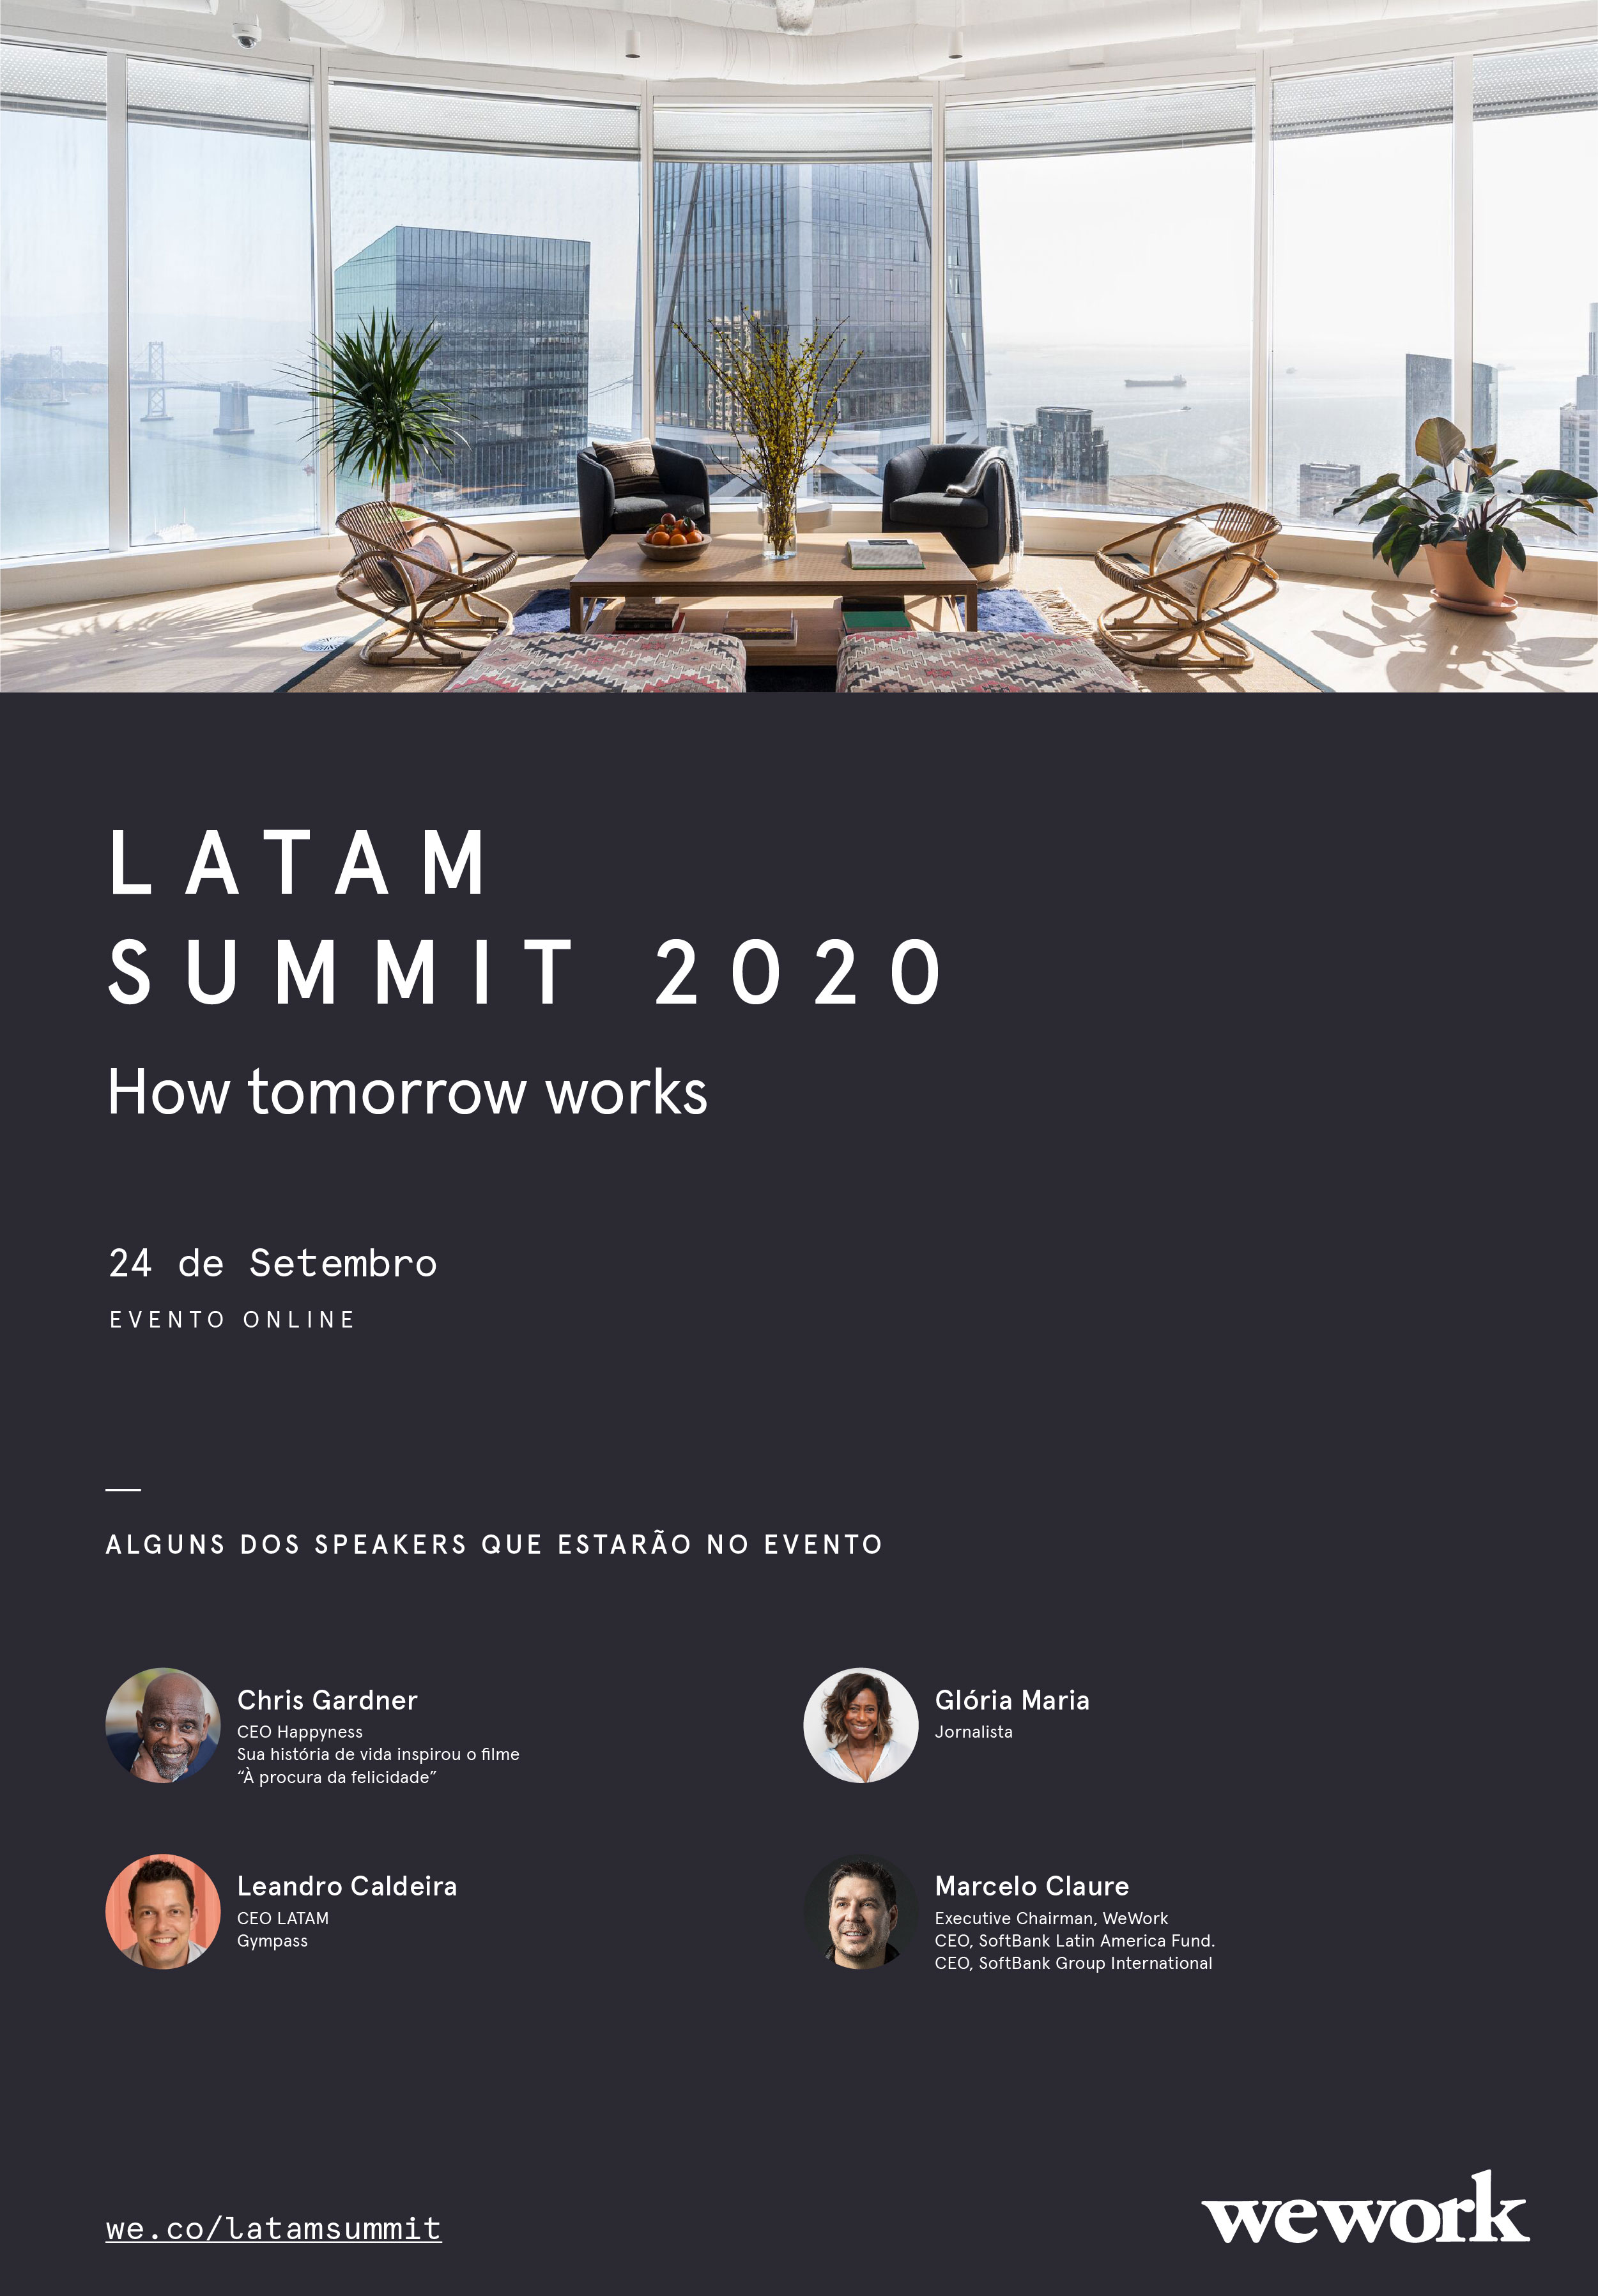 LATAM
SUMMIT 2020
How tomorrow works
24 de Setembro
EVENTO ONLINE
ALGUNS DOS SPEAKERS QUE ESTARÃO NO EVENTO
Chris Gardner
CEO Happyness
Sua história de vida inspirou o filme
“À procura da felicidade”
Glória Maria
Jornalista
Leandro Caldeira
CEO LATAM
Gympass
Marcelo Claure
Executive Chairman, WeWork
CEO, SoftBank Latin America Fund.
CEO, SoftBank Group International
we.co/latamsummit
wework